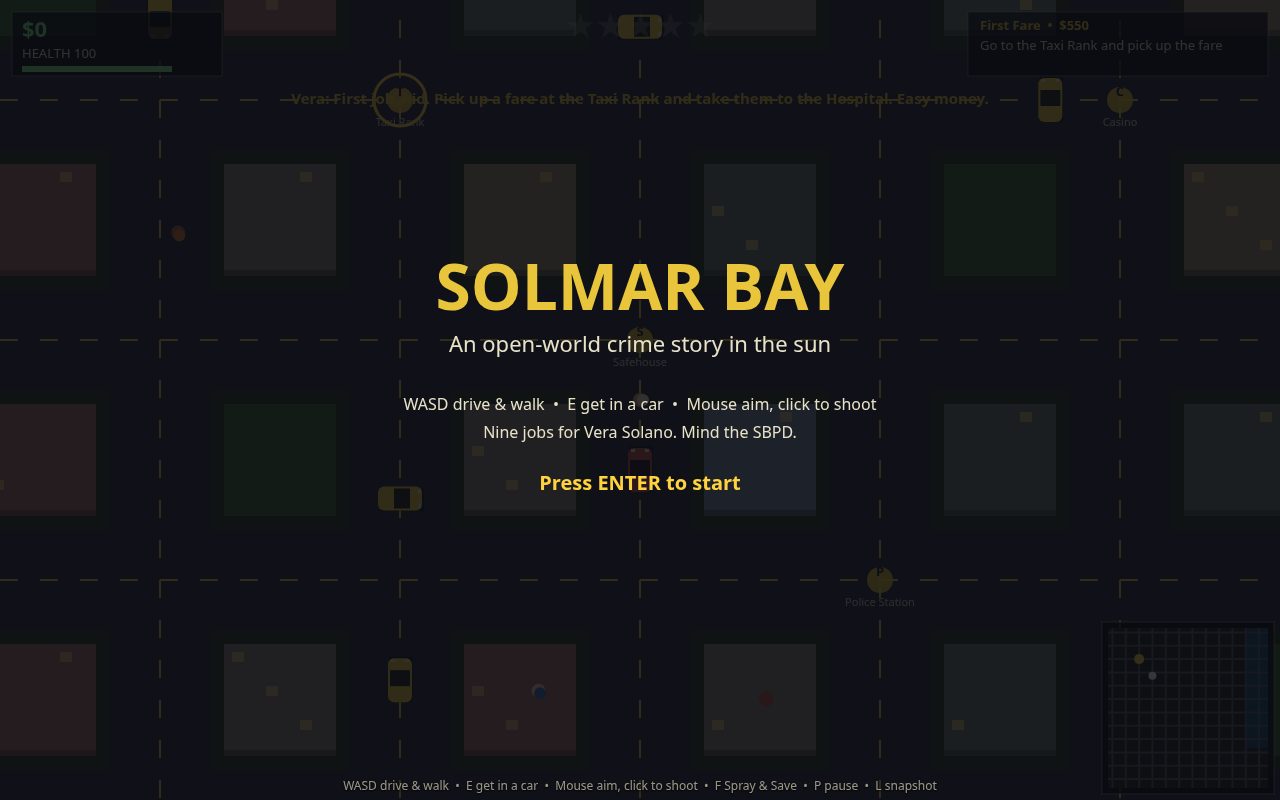 $0
HEALTH 100
First Fare • $550
Go to the Taxi Rank and pick up the fare
Vera: First job, . Pick up a fare at the Taxi Rank and take them to the Hospital. Easy money.
T
Taxi Rank
C
Casino
SOLMAR BAY
S
An open-world crime story in the sun
Safehouse
WASD drive & walk • E get in a car • Mouse aim, click to shoot
Nine jobs for Vera Solano. Mind the SBPD.
Press ENTER to start
P
Police Station
WASD drive & walk • E get in a car • Mouse aim, click to shoot • F Spray & Save • P pause • L snapshot